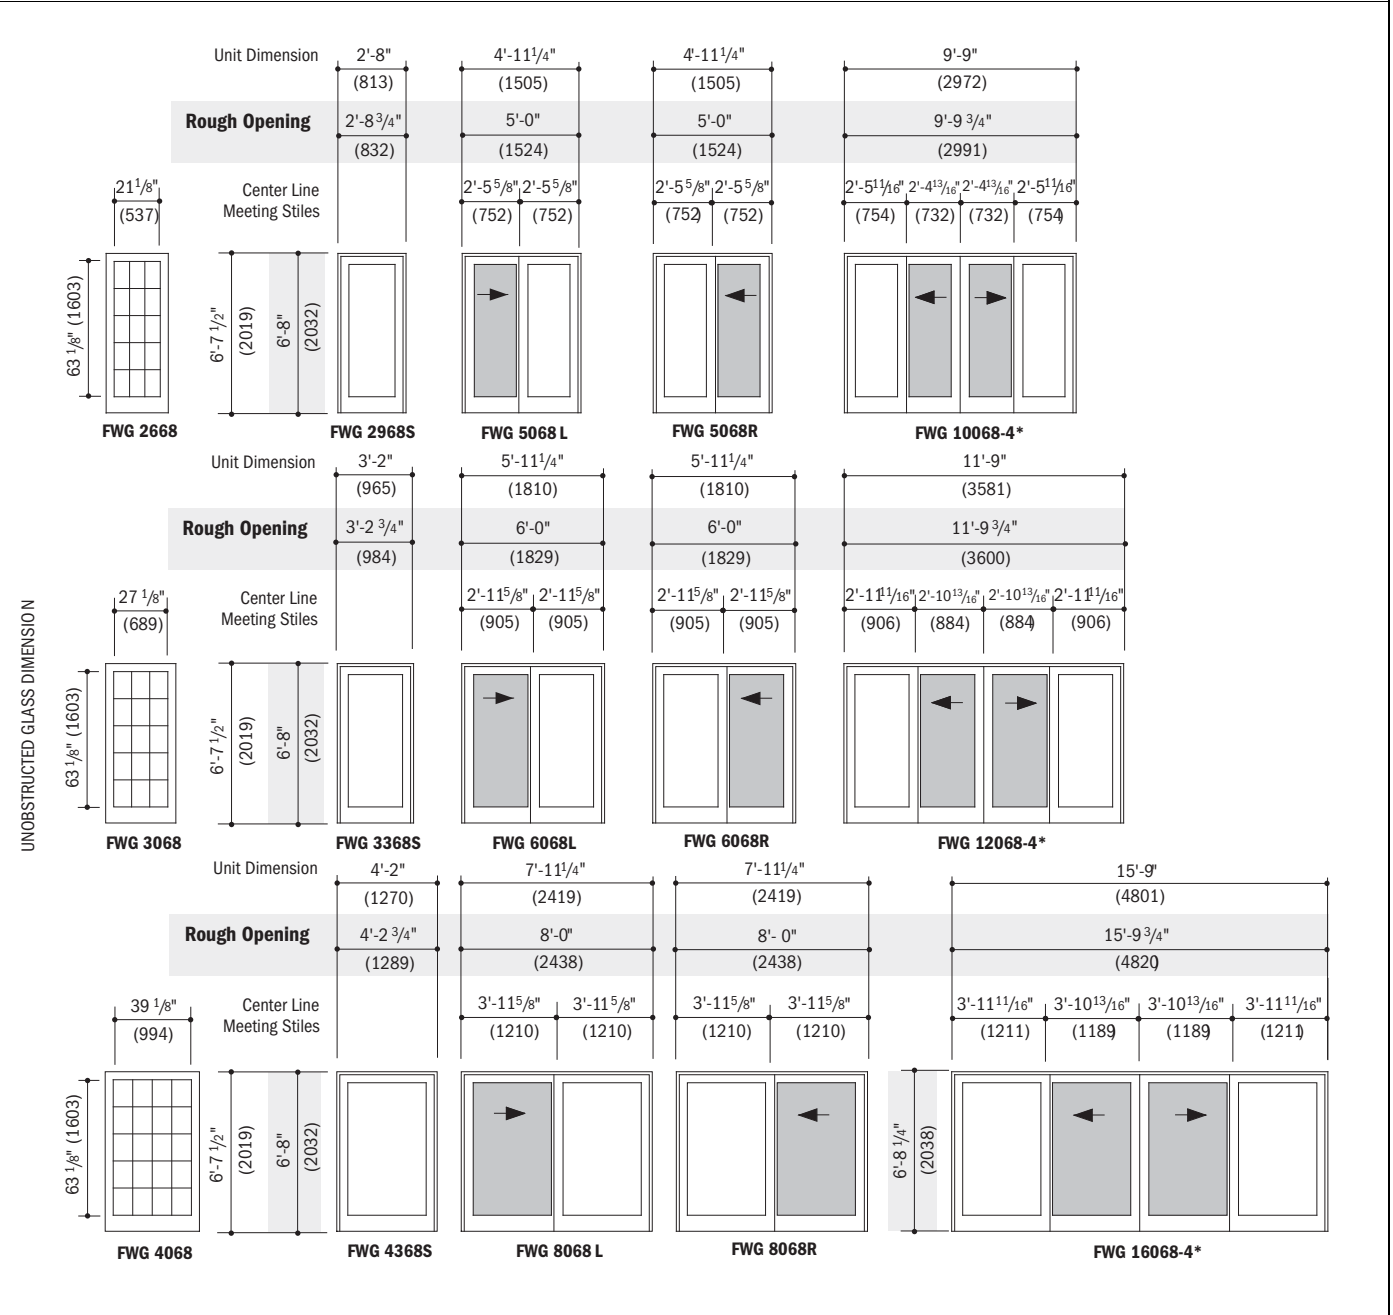 Unit Dimension 2'-8" 4'-11 1/4" 4'-11 1/4" 9'-9"
(813) (1505) (1505) (2972)
Rough Opening 2'-8 3/4" 5'-0" 5'-0" 9'-9 3/4"
(832) (1524) (1524) (2991)
21 1/8" Center Line 2'-5 5/8" 2'-5 5/8" 2'-5 5/8" 2'-5 5/8" 2'-5 11/16" 2'-4 13/16" 2'-4 13/16" 2'-5 11/16"
(537) Meeting Stiles (752) (752) (752) (752) (754) (732) (732) (754)
63 1/8" (1603) 6'-7 1/2" (2019) 6'-8" (2032)
FWG 2668 FWG 2968S FWG 5068 L FWG 5068R FWG 10068-4*
Unit Dimension 3'-2" 5'-11 1/4" 5'-11 1/4" 11'-9"
(965) (1810) (1810) (3581)
Rough Opening 3'-2 3/4" 6'-0" 6'-0" 11'-9 3/4"
(984) (1829) (1829) (3600)
27 1/8" Center Line 2'-11 5/8" 2'-11 5/8" 2'-11 5/8" 2'-11 5/8" 2'-11 11/16" 2'-10 13/16" 2'-10 13/16" 2'-11 11/16"
(689) Meeting Stiles (905) (905) (905) (905) (906) (884) (884) (906)
UNOBSTRUCTED GLASS DIMENSION
63 1/8" (1603) 6'-7 1/2" (2019) 6'-8" (2032)
FWG 3068 FWG 3368S FWG 6068L FWG 6068R FWG 12068-4*
Unit Dimension 4'-2" 7'-11 1/4" 7'-11 1/4" 15'-9"
(1270) (2419) (2419) (4801)
Rough Opening 4'-2 3/4" 8'-0" 8'- 0" 15'-9 3/4"
(1289) (2438) (2438) (4820)
39 1/8" Center Line 3'-11 5/8" 3'-11 5/8" 3'-11 5/8" 3'-11 5/8" 3'-11 11/16" 3'-10 13/16" 3'-10 13/16" 3'-11 11/16"
(994) Meeting Stiles (1210) (1210) (1210) (1210) (1211) (1189) (1189) (1211)
63 1/8" (1603) 6'-7 1/2" (2019) 6'-8" (2032) 6'-8 1/4" (2038)
FWG 4068 FWG 4368S FWG 8068 L FWG 8068R FWG 16068-4*